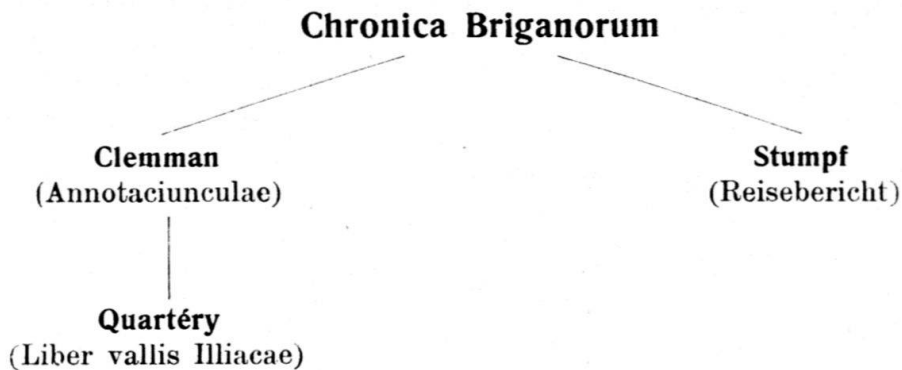 Chronica Briganorum
Clemman
(Annotaciunculae)
Stumpf
(Reisebericht)
Quartéry
(Liber vallis Illiacae)